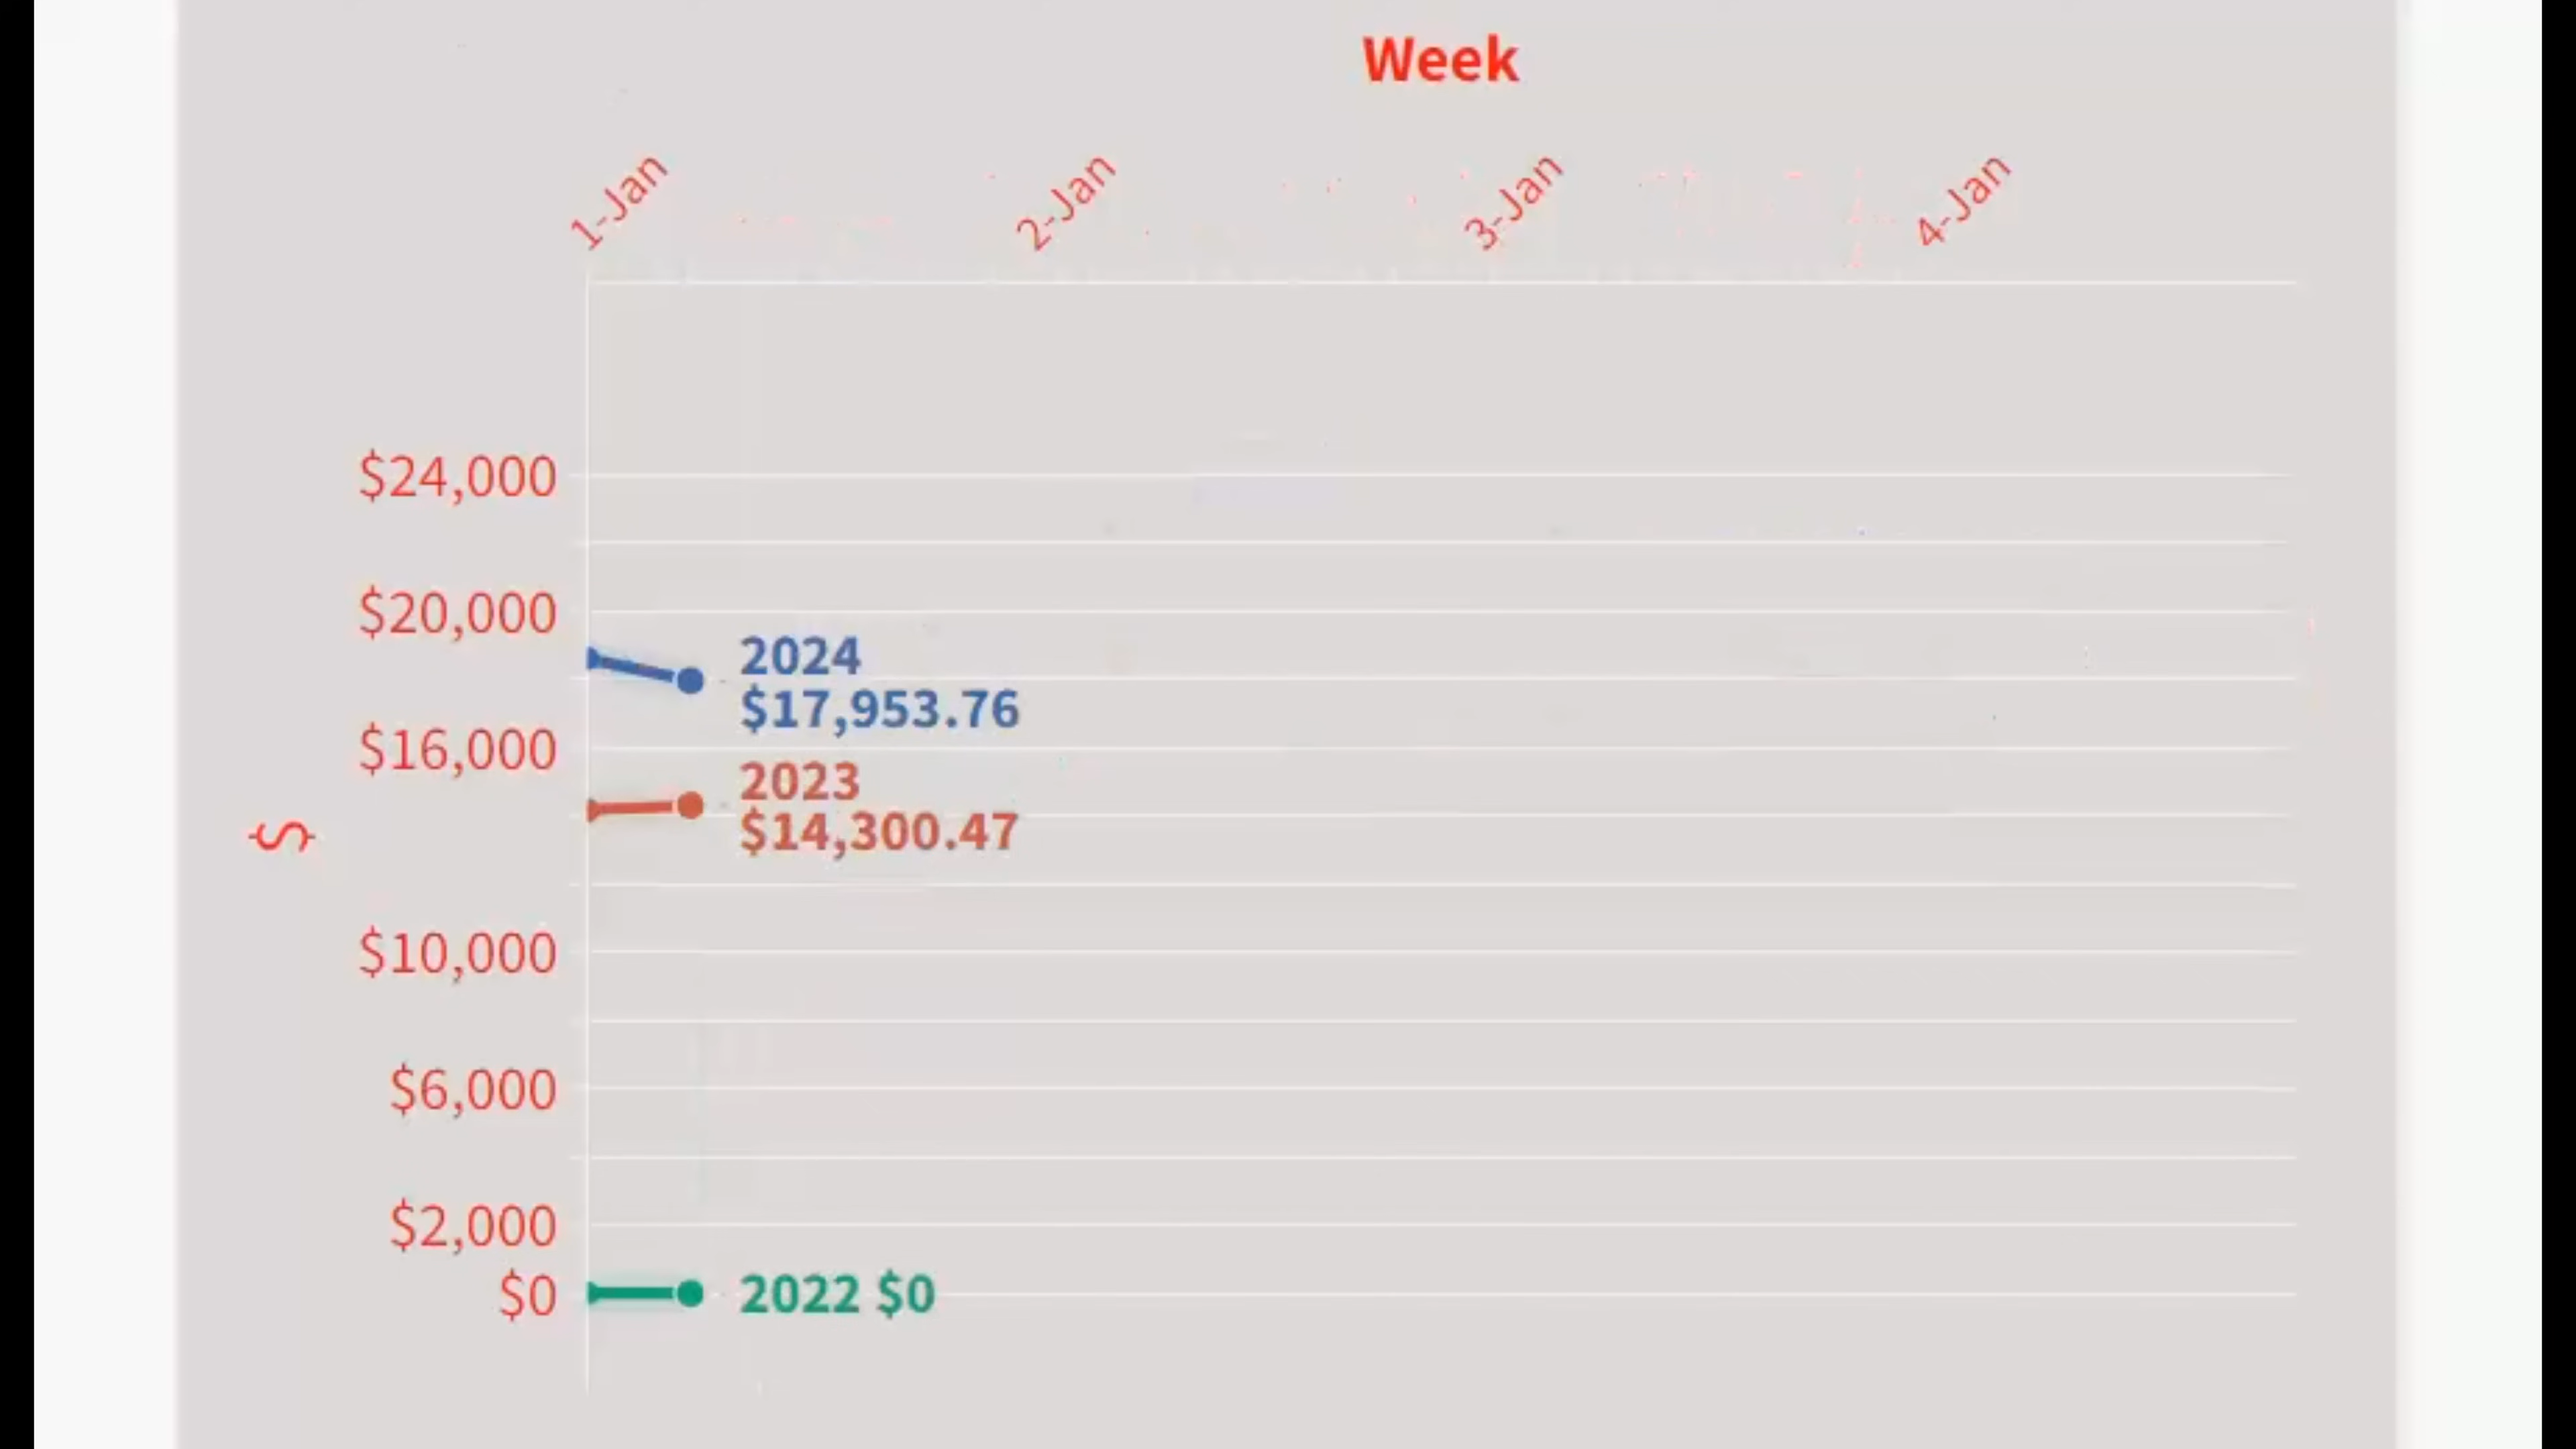 Week
1-Jan
2-Jan
3-Jan
4-Jan
$24,000
$20,000
2024
$17,953.76
$16,000
2023
$14,300.47
$
$10,000
$6,000
$2,000
$0
2022 $0